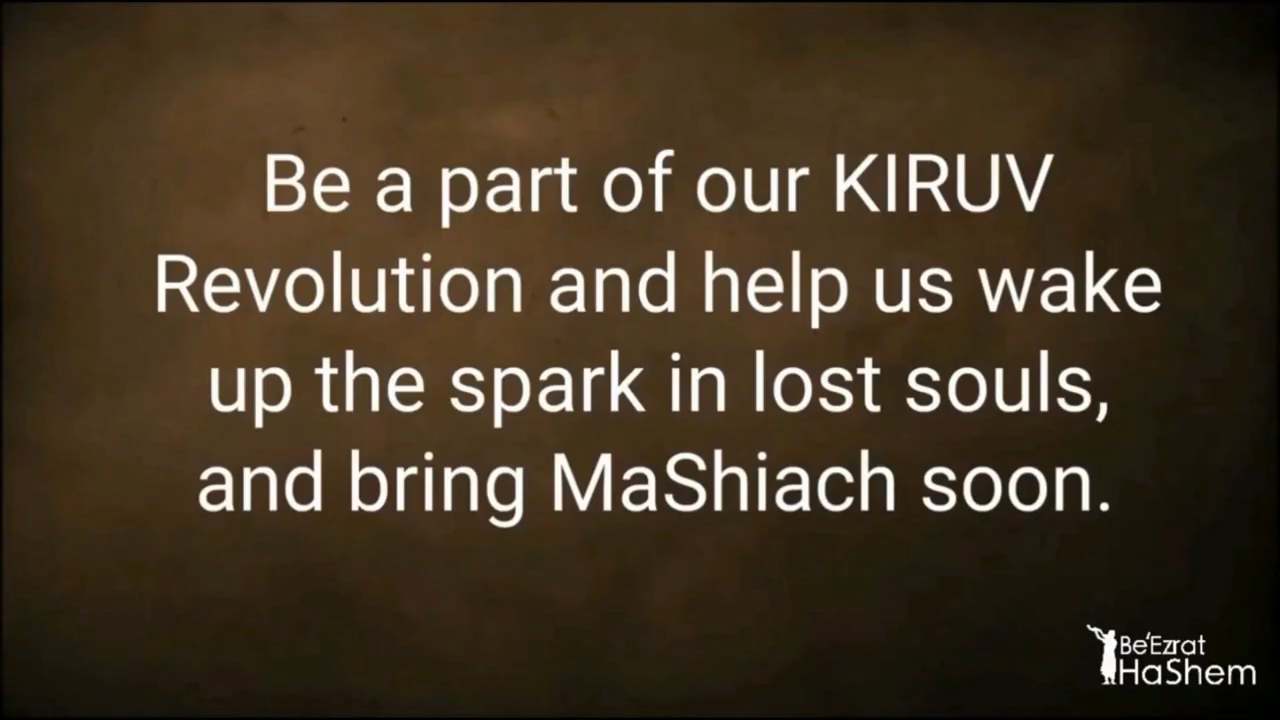 Be a part of our KIRUV
Revolution and help us wake
up the spark in lost souls,
and bring MaShiach soon.
Be'Ezrat
HaShem